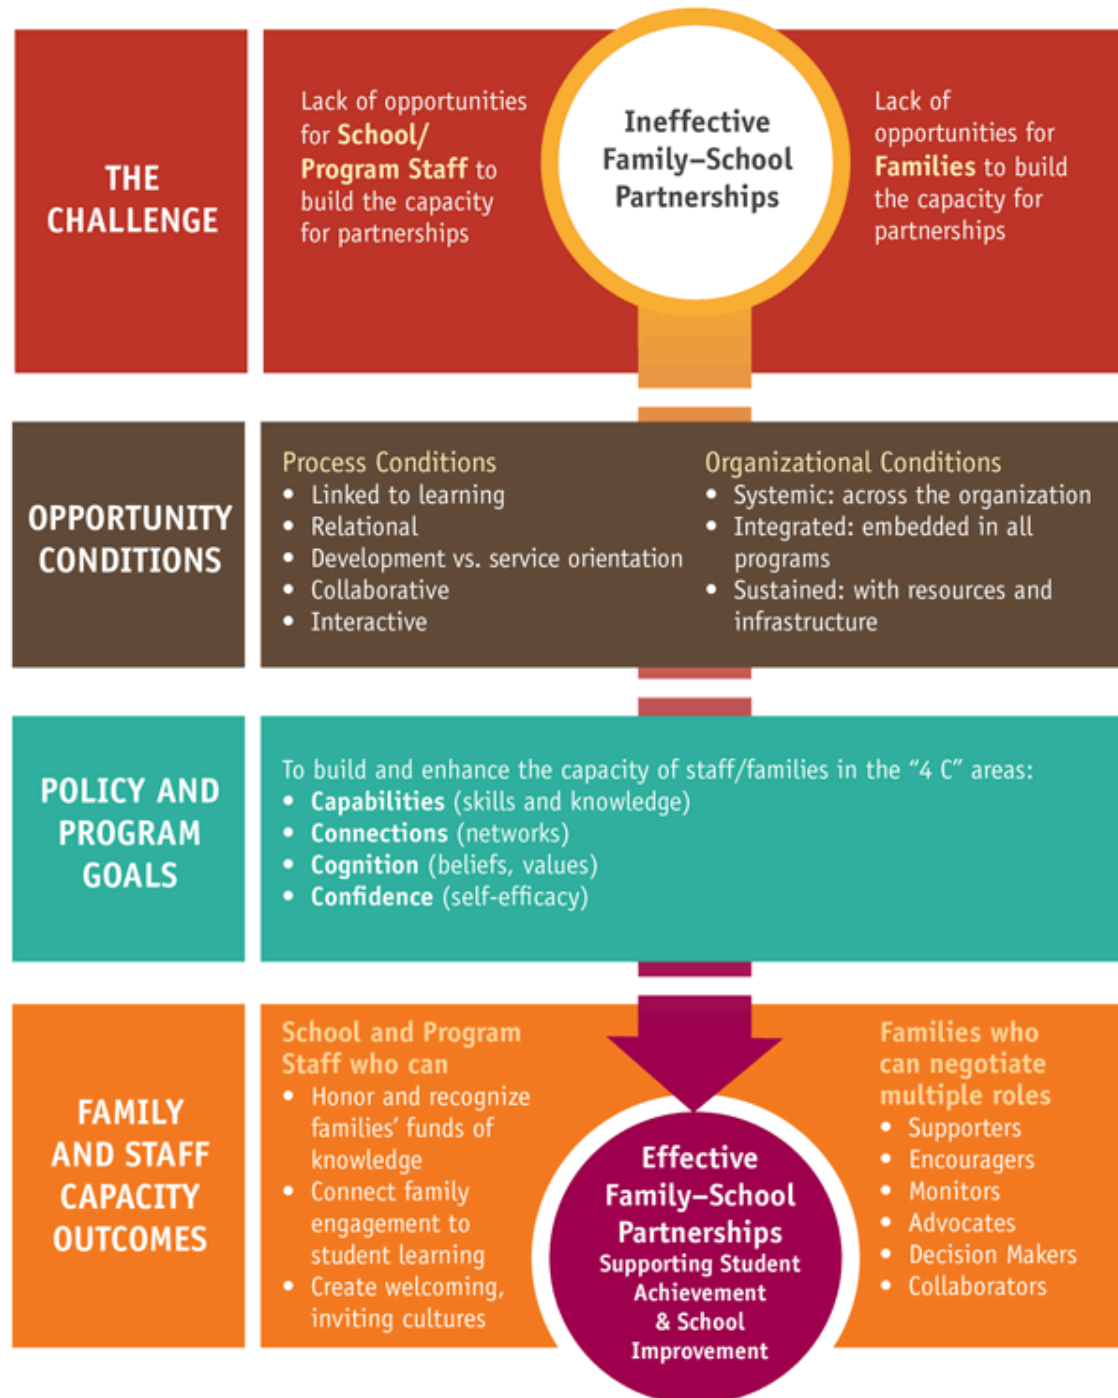 THE
CHALLENGE
Lack of opportunities
for School/
Program Staff to
build the capacity
for partnerships
Ineffective
Family–School
Partnerships
Lack of
opportunities for
Families to build
the capacity for
partnerships
OPPORTUNITY
CONDITIONS
Process Conditions
• Linked to learning
• Relational
• Development vs. service orientation
• Collaborative
• Interactive
Organizational Conditions
• Systemic: across the organization
• Integrated: embedded in all
programs
• Sustained: with resources and
infrastructure
POLICY AND
PROGRAM
GOALS
To build and enhance the capacity of staff/families in the “4 C” areas:
• Capabilities (skills and knowledge)
• Connections (networks)
• Cognition (beliefs, values)
• Confidence (self-efficacy)
FAMILY
AND STAFF
CAPACITY
OUTCOMES
School and Program
Staff who can
• Honor and recognize
families’ funds of
knowledge
• Connect family
engagement to
student learning
• Create welcoming,
inviting cultures
Effective
Family–School
Partnerships
Supporting Student
Achievement
& School
Improvement
Families who
can negotiate
multiple roles
• Supporters
• Encouragers
• Monitors
• Advocates
• Decision Makers
• Collaborators